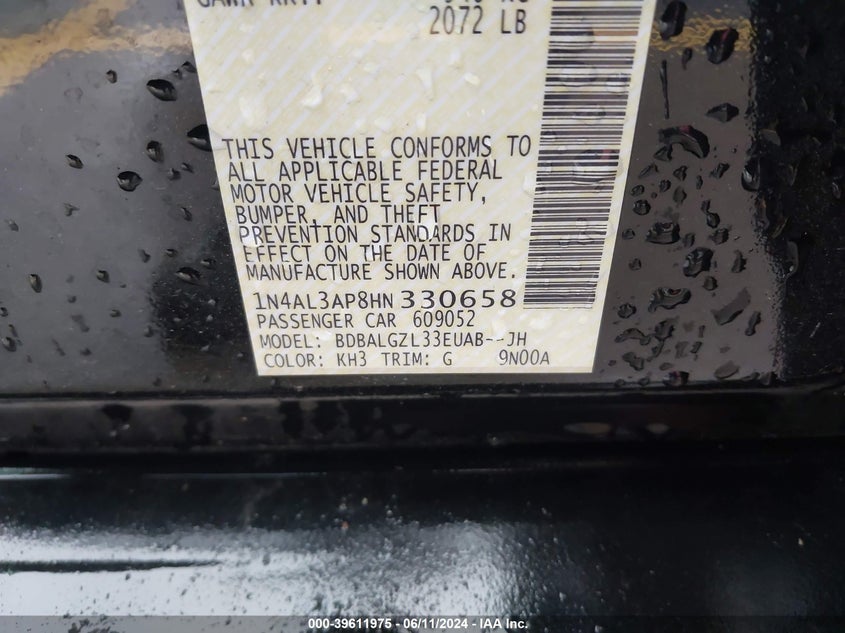 2072 LB
THIS VEHICLE CONFORMS TO
ALL APPLICABLE FEDERAL
MOTOR VEHICLE SAFETY,
BUMPER, AND THEFT
PREVENTION STANDARDS IN
EFFECT ON THE DATE OF
MANUFACTURE SHOWN ABOVE.
1N4AL3AP8HN 330658
PASSENGER CAR 609052
MODEL: BDBALGZL33EUAB--JH
COLOR: KH3 TRIM: G 9N00A
000-39611975 - 06/11/2024 - IAA Inc.